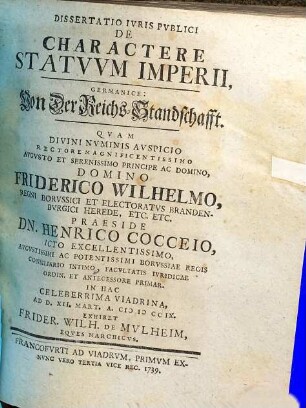 DISSERTATIO IVRIS PVBLICI
DE
CHARACTERE
STATVVM IMPERII,
GERMANICE:
Von Der Reichs-Standschafft.
QVAM
DIVINI NVMINIS AVSPICIO
RECTORE MAGNIFICENTISSIMO
AVGVSTO ET SERENISSIMO PRINCIPE AC DOMINO,
DOMINO
FRIDERICO WILHELMO,
REGNI BORVSSICI ET ELECTORATVS BRANDEN-
BVRGICI HEREDE, ETC. ETC.
PRAESIDE
DN. HENRICO COCCEIO,
ICTO EXCELLENTISSIMO,
AVGVSTISSIMI AC POTENTISSIMI BORVSSIAE REGIS
CONSILIARIO INTIMO, FACVLTATIS IVRIDICAE
ORDIN. ET ANTECESSORE PRIMAR.
IN HAC
CELEBERRIMA VIADRINA,
AD D. XII. MART. A. CIↃ IↃ CC IX.
EXHIBET
FRIDER. WILH. DE MVLHEIM,
EQVES MARCHICVS.
FRANCOFVRTI AD VIADRVM, PRIMVM EX-
NVNC VERO TERTIA VICE REC. 1739.